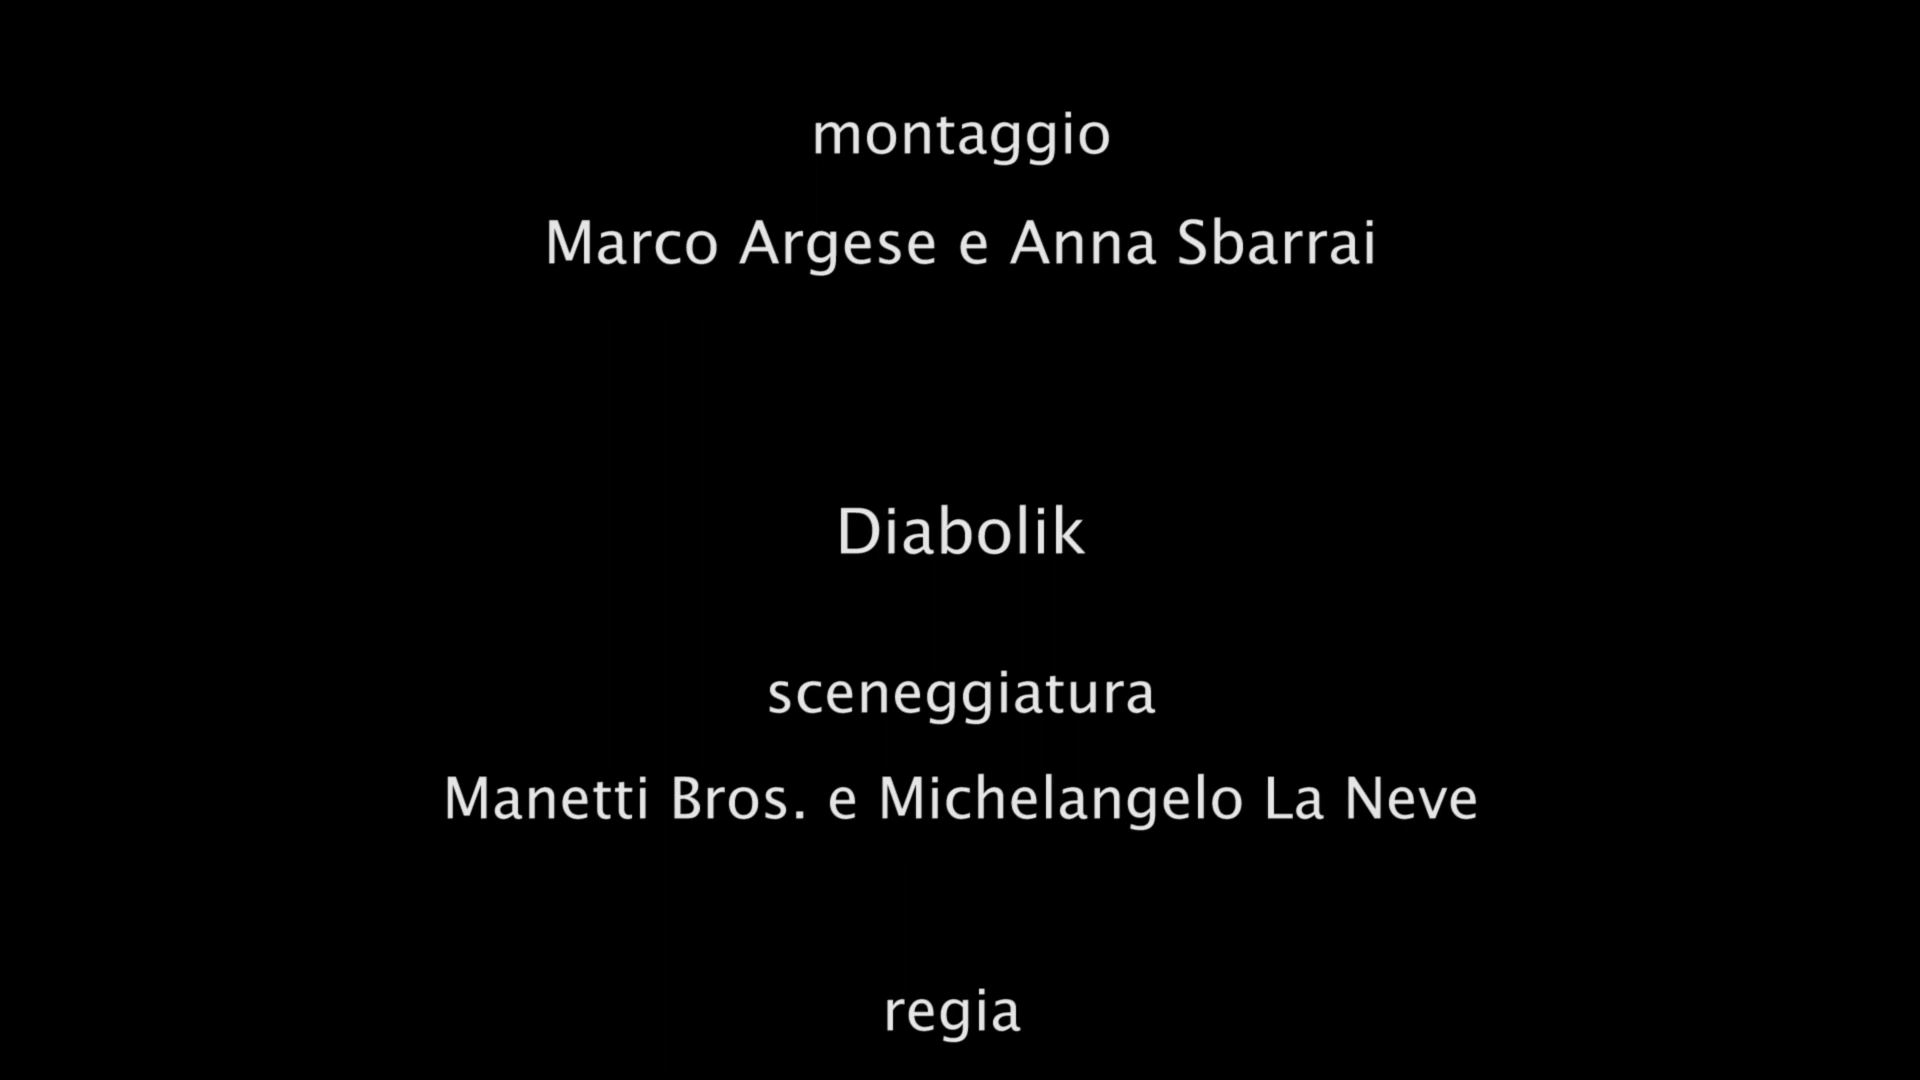 montaggio
Marco Argese e Anna Sbarrai
Diabolik
sceneggiatura
Manetti Bros. e Michelangelo La Neve
regia